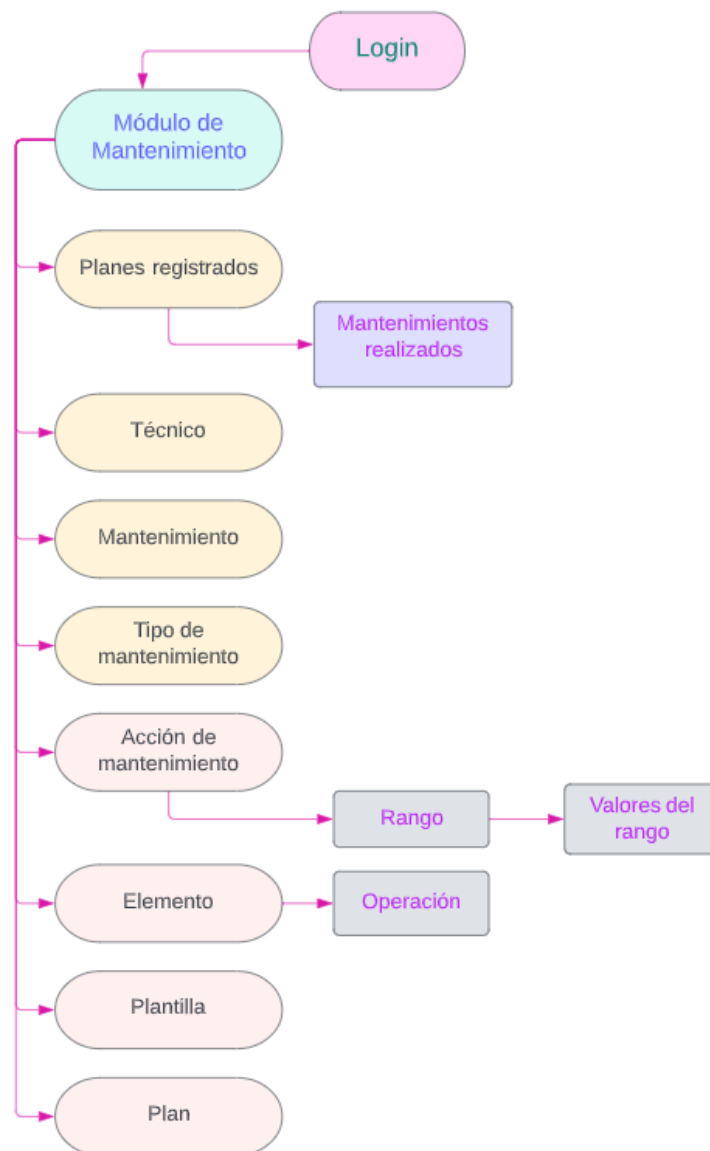 Login
Módulo de
Mantenimiento
Planes registrados
Mantenimientos
realizados
Técnico
Mantenimiento
Tipo de
mantenimiento
Acción de
mantenimiento
Rango
Valores del
rango
Elemento
Operación
Plantilla
Plan